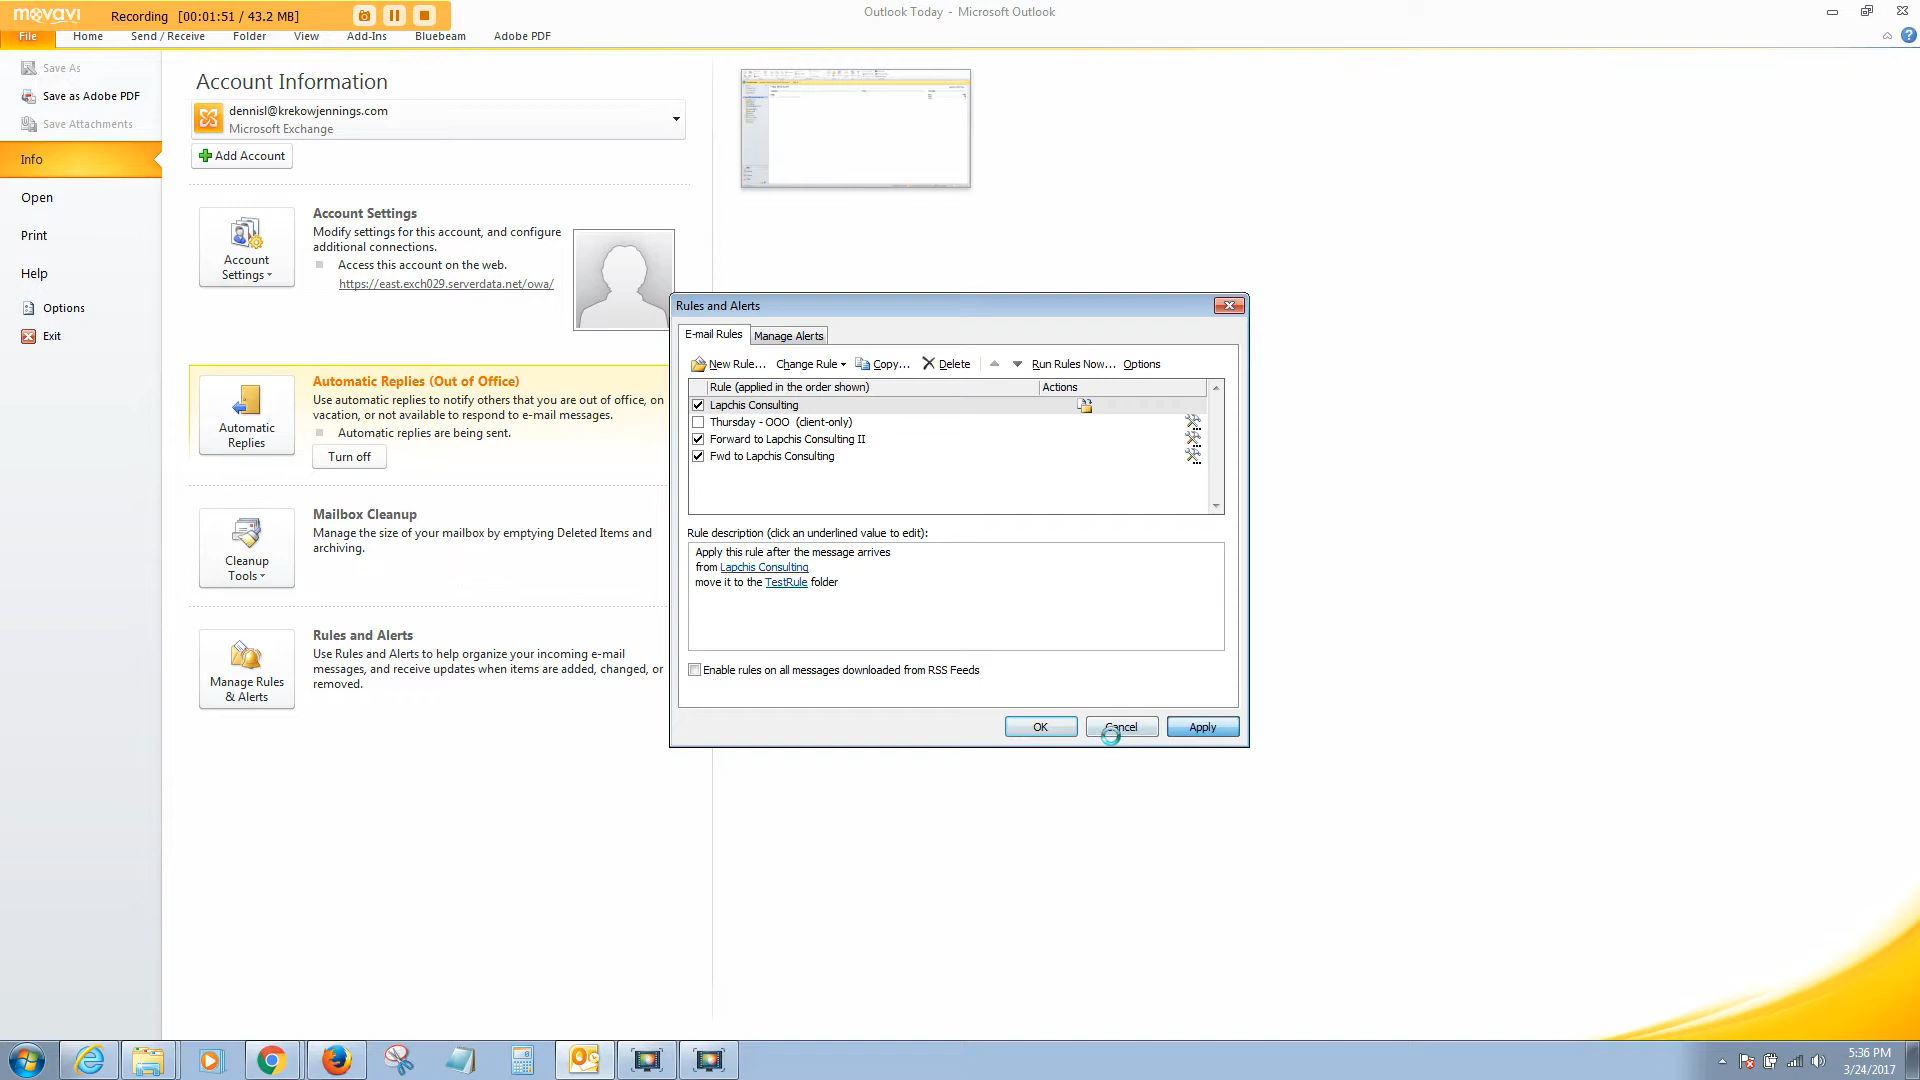 movavi
Recording [00:01:51 / 43.2 MB]
Outlook Today - Microsoft Outlook
File
Home
Send / Receive
Folder
View
Add-Ins
Bluebeam
Adobe PDF
Save As
Save as Adobe PDF
Save Attachments
Info
Open
Print
Help
Options
Exit
Account Information
dennisl@krekowjennings.com
Microsoft Exchange
Add Account
Account Settings
Account Settings
Modify settings for this account, and configure
additional connections.
Access this account on the web.
https://east.exch029.serverdata.net/owa/
Automatic Replies
Automatic Replies (Out of Office)
Use automatic replies to notify others that you are out of office, on
vacation, or not available to respond to e-mail messages.
Automatic replies are being sent.
Turn off
Cleanup Tools
Mailbox Cleanup
Manage the size of your mailbox by emptying Deleted Items and
archiving.
Manage Rules & Alerts
Rules and Alerts
Use Rules and Alerts to help organize your incoming e-mail
messages, and receive updates when items are added, changed, or
removed.
Rules and Alerts
E-mail Rules
Manage Alerts
New Rule...
Change Rule
Copy...
Delete
Run Rules Now...
Options
Rule (applied in the order shown)
Actions
Lapchis Consulting
Thursday - OOO (client-only)
Forward to Lapchis Consulting II
Fwd to Lapchis Consulting
Rule description (click an underlined value to edit):
Apply this rule after the message arrives
from Lapchis Consulting
move it to the TestRule folder
Enable rules on all messages downloaded from RSS Feeds
OK
Cancel
Apply
5:36 PM
3/24/2017